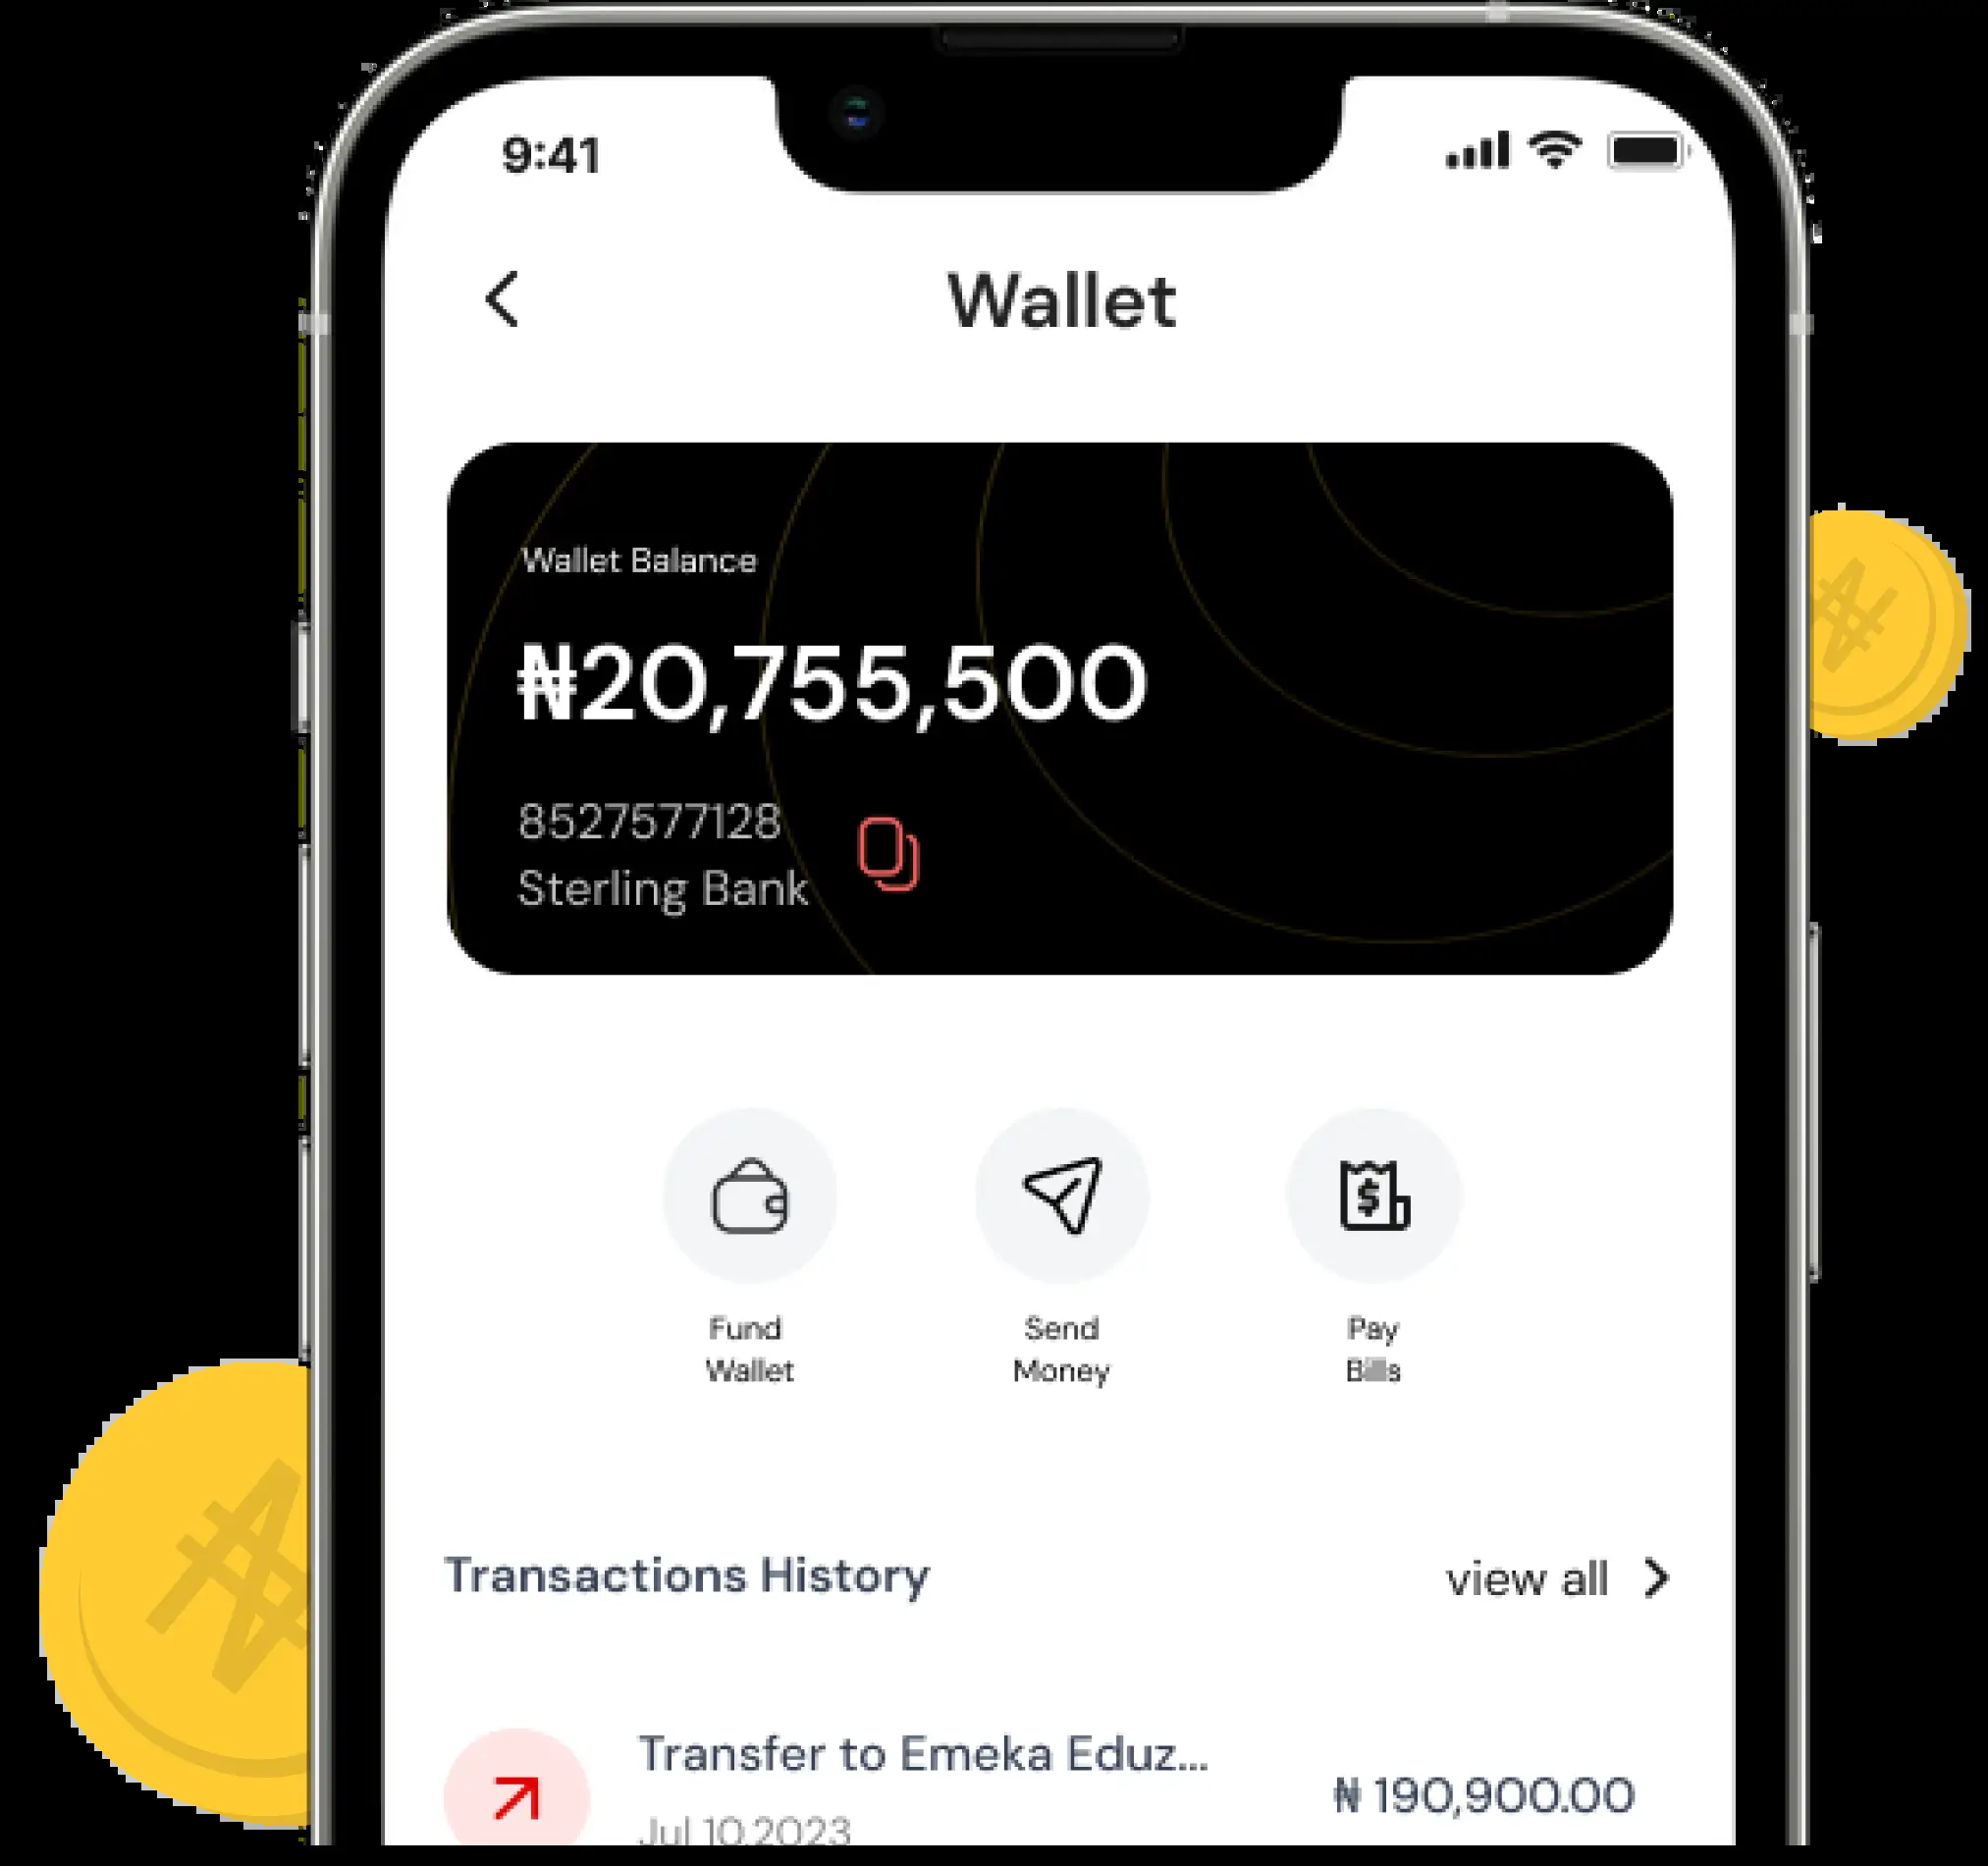 9:41
Wallet
Wallet Balance
₦20,755,500
8527577128
Sterling Bank
Fund
Wallet
Send
Money
Pay
Bills
Transactions History
view all
Transfer to Emeka Eduz...
₦ 190,900.00
Jul 10,2023